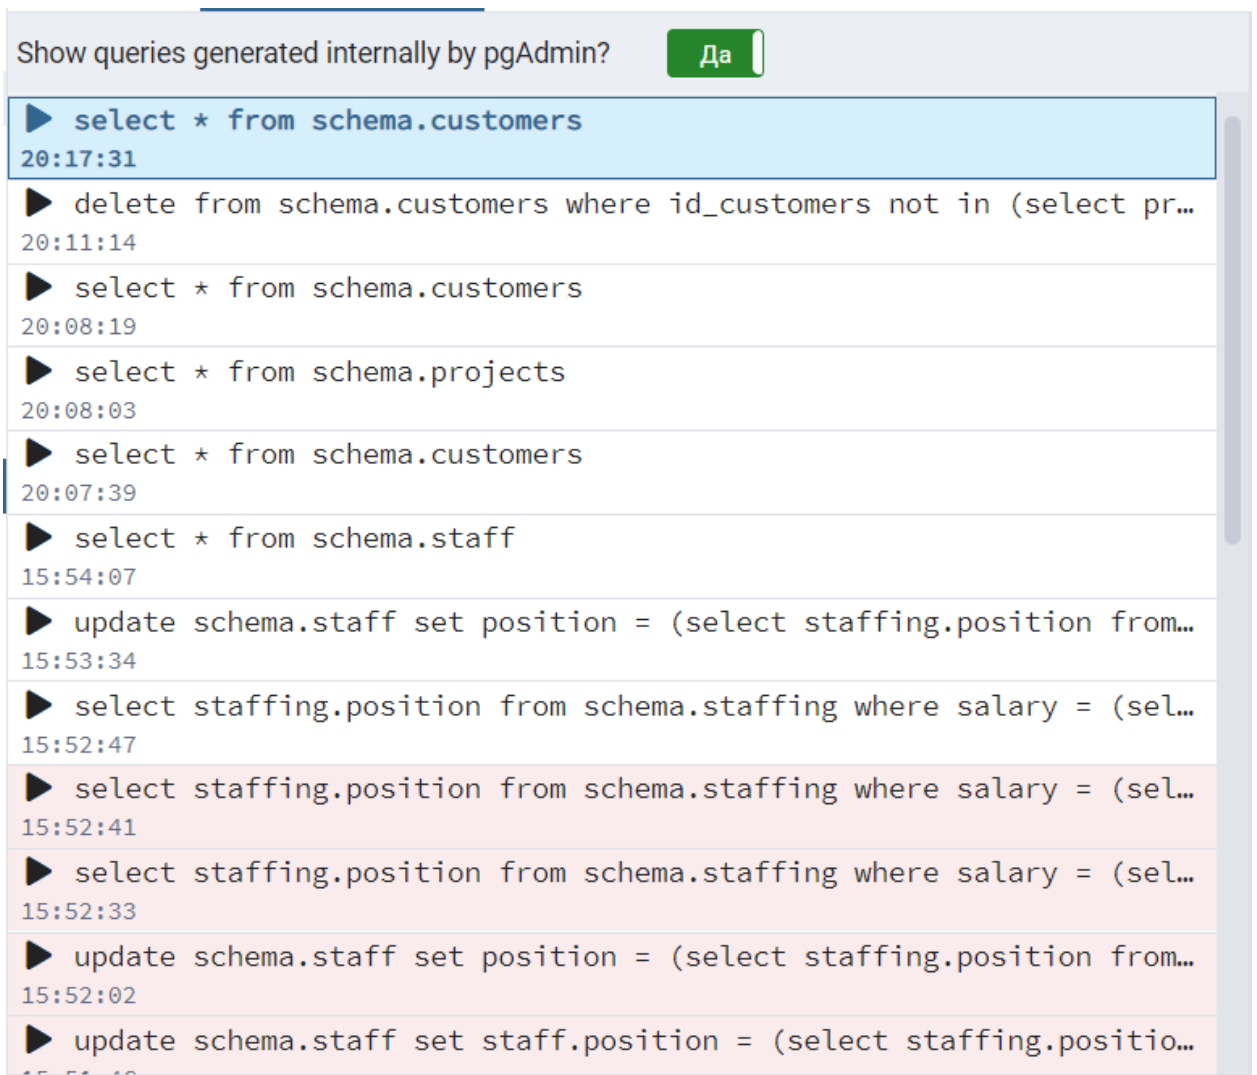 Show queries generated internally by pgAdmin? Да
select * from schema.customers
20:17:31
delete from schema.customers where id_customers not in (select pr…
20:11:14
select * from schema.customers
20:08:19
select * from schema.projects
20:08:03
select * from schema.customers
20:07:39
select * from schema.staff
15:54:07
update schema.staff set position = (select staffing.position from…
15:53:34
select staffing.position from schema.staffing where salary = (sel…
15:52:47
select staffing.position from schema.staffing where salary = (sel…
15:52:41
select staffing.position from schema.staffing where salary = (sel…
15:52:33
update schema.staff set position = (select staffing.position from…
15:52:02
update schema.staff set staff.position = (select staffing.positio…